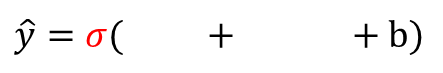 ŷ = σ( + + b)